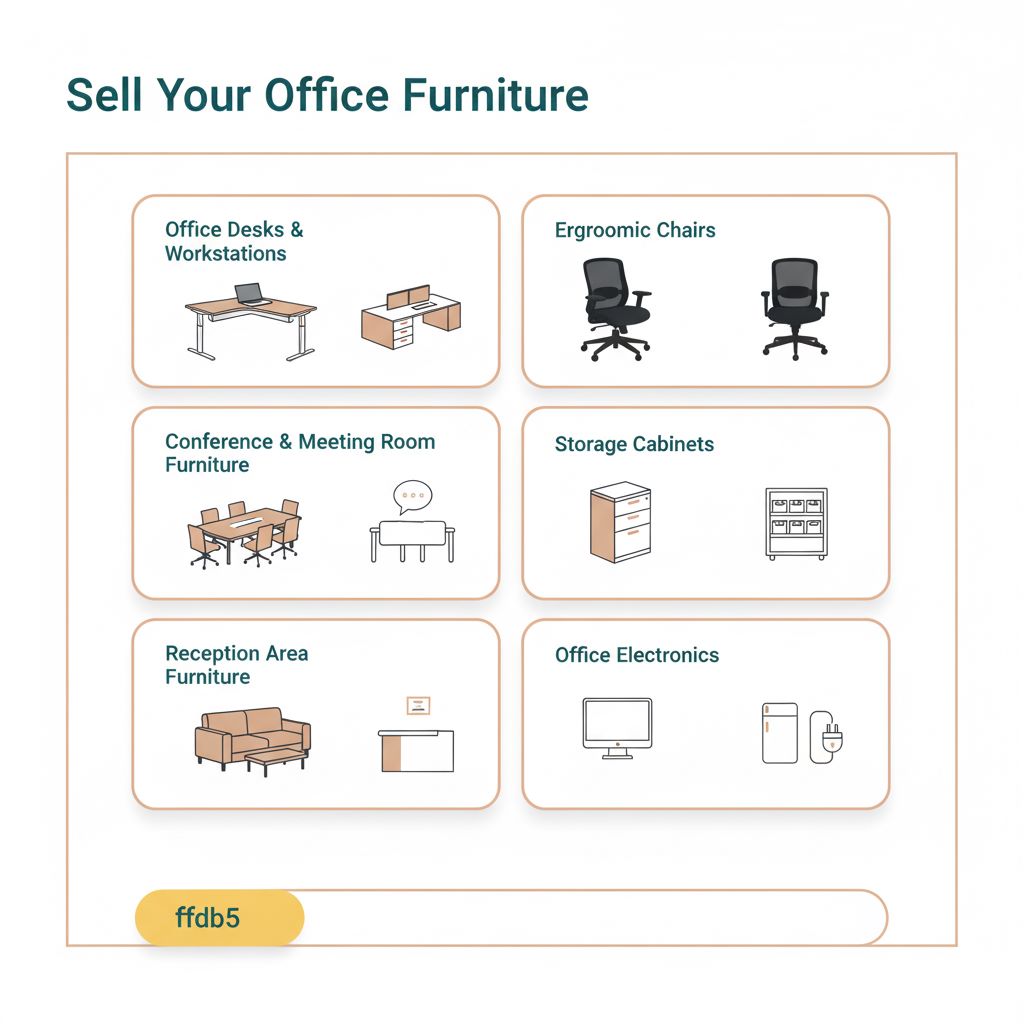 Sell Your Office Furniture
Office Desks &
Workstations
Ergroomic Chairs
Conference & Meeting Room
Furniture
Storage Cabinets
Reception Area
Furniture
Office Electronics
ffdb5